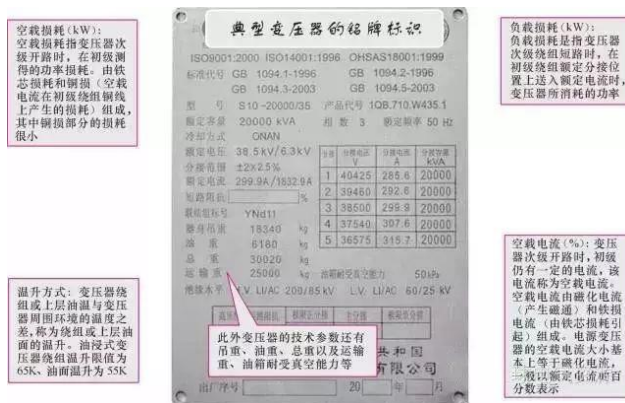 典型变压器的铭牌标识
空载损耗(kW):
空载损耗指变压器次
级开路时,在初级测
得的功率损耗。由铁
芯损耗和铜损(空载
电流在初级绕组铜线
上产生的损耗)组成,
其中铜损部分的损耗
很小
温升方式:变压器绕
组或上层油温与变压
器周围环境的温度之
差,称为绕组或上层油
面的温升。油浸式变
压器绕组温升限值为
65K、油面温升为 55K
ISO9001:2000 ISO14001:1996 OHSAS18001:1999
标准代号 GB 1094.1-1996 GB 1094.2-1996
GB 1094.3-2003 GB 1094.5-2003
型 号 S10-20000/35 产品代号 1QB.710.W435.1
额定容量 20000 kVA 相 数 3 额定频率 50 Hz
冷却方式 ONAN
额定电压 38.5kV/6.3kV
分接范围 ±2×2.5%
额定电流 299.9A/1832.9A
短路阻抗 %
联结组标号 YNd11
器身吊重 18340 kg
油 重 6180 kg
总 重 30020 kg
运输重 25000 kg 油箱耐受真空能力 50kPa
绝缘水平 H.V. LI/AC 200/85kV L.V. LI/AC 60/25 kV
分接 分接电压 V 分接电流 A 分接容量 kVA
1 40425 285.6 20000
2 39460 292.6 20000
3 38500 299.9 20000
4 37540 307.6 20000
5 36575 315.7 20000
此外变压器的技术参数还有
吊重、油重、总重以及运输
重、油箱耐受真空能力等
共和国
有限公司
出厂序号 20 年 月
负载损耗(kW):
负载损耗是指变压器
次级绕组短路时,在
初级绕组额定分接位
置上送入额定电流时,
变压器所消耗的功率
空载电流(%):变压
器次级开路时,初级
仍有一定的电流,该
电流称为空载电流。
空载电流由磁化电流
(产生磁通)和铁损
电流(由铁芯损耗引
起)组成。电源变压
器的空载电流大小基
本上等于磁化电流,
一般以额定电流的百
分数表示